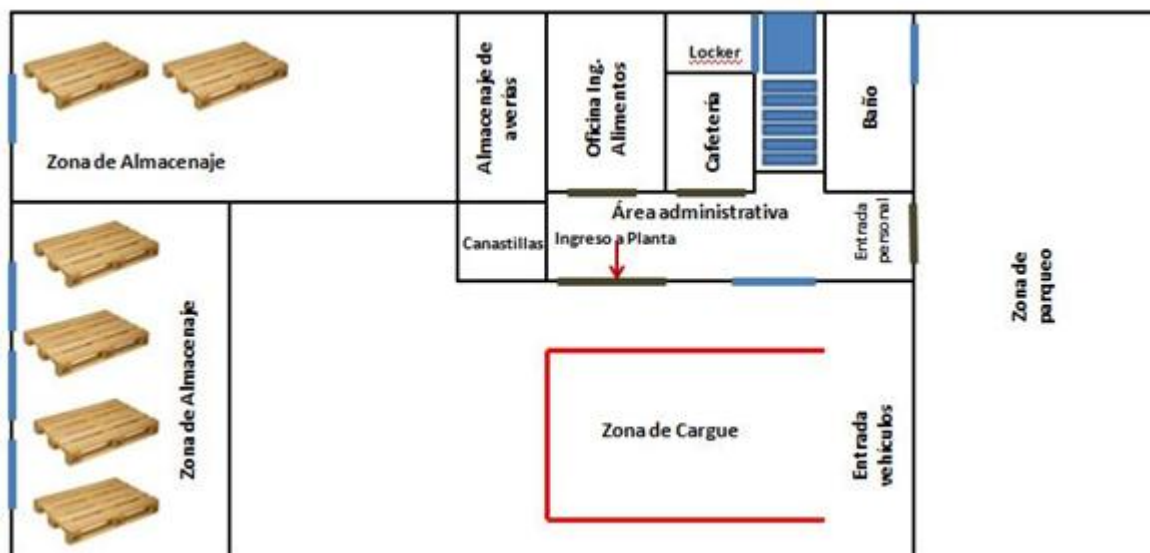 Zona de Almacenaje
Almacenaje de
averías
Oficina Ing.
Alimentos
Locker
Cafetería
Baño
Área administrativa
Canastillas
Ingreso a Planta
Entrada
personal
Zona de
parqueo
Zona de Almacenaje
Zona de Cargue
Entrada
vehículos